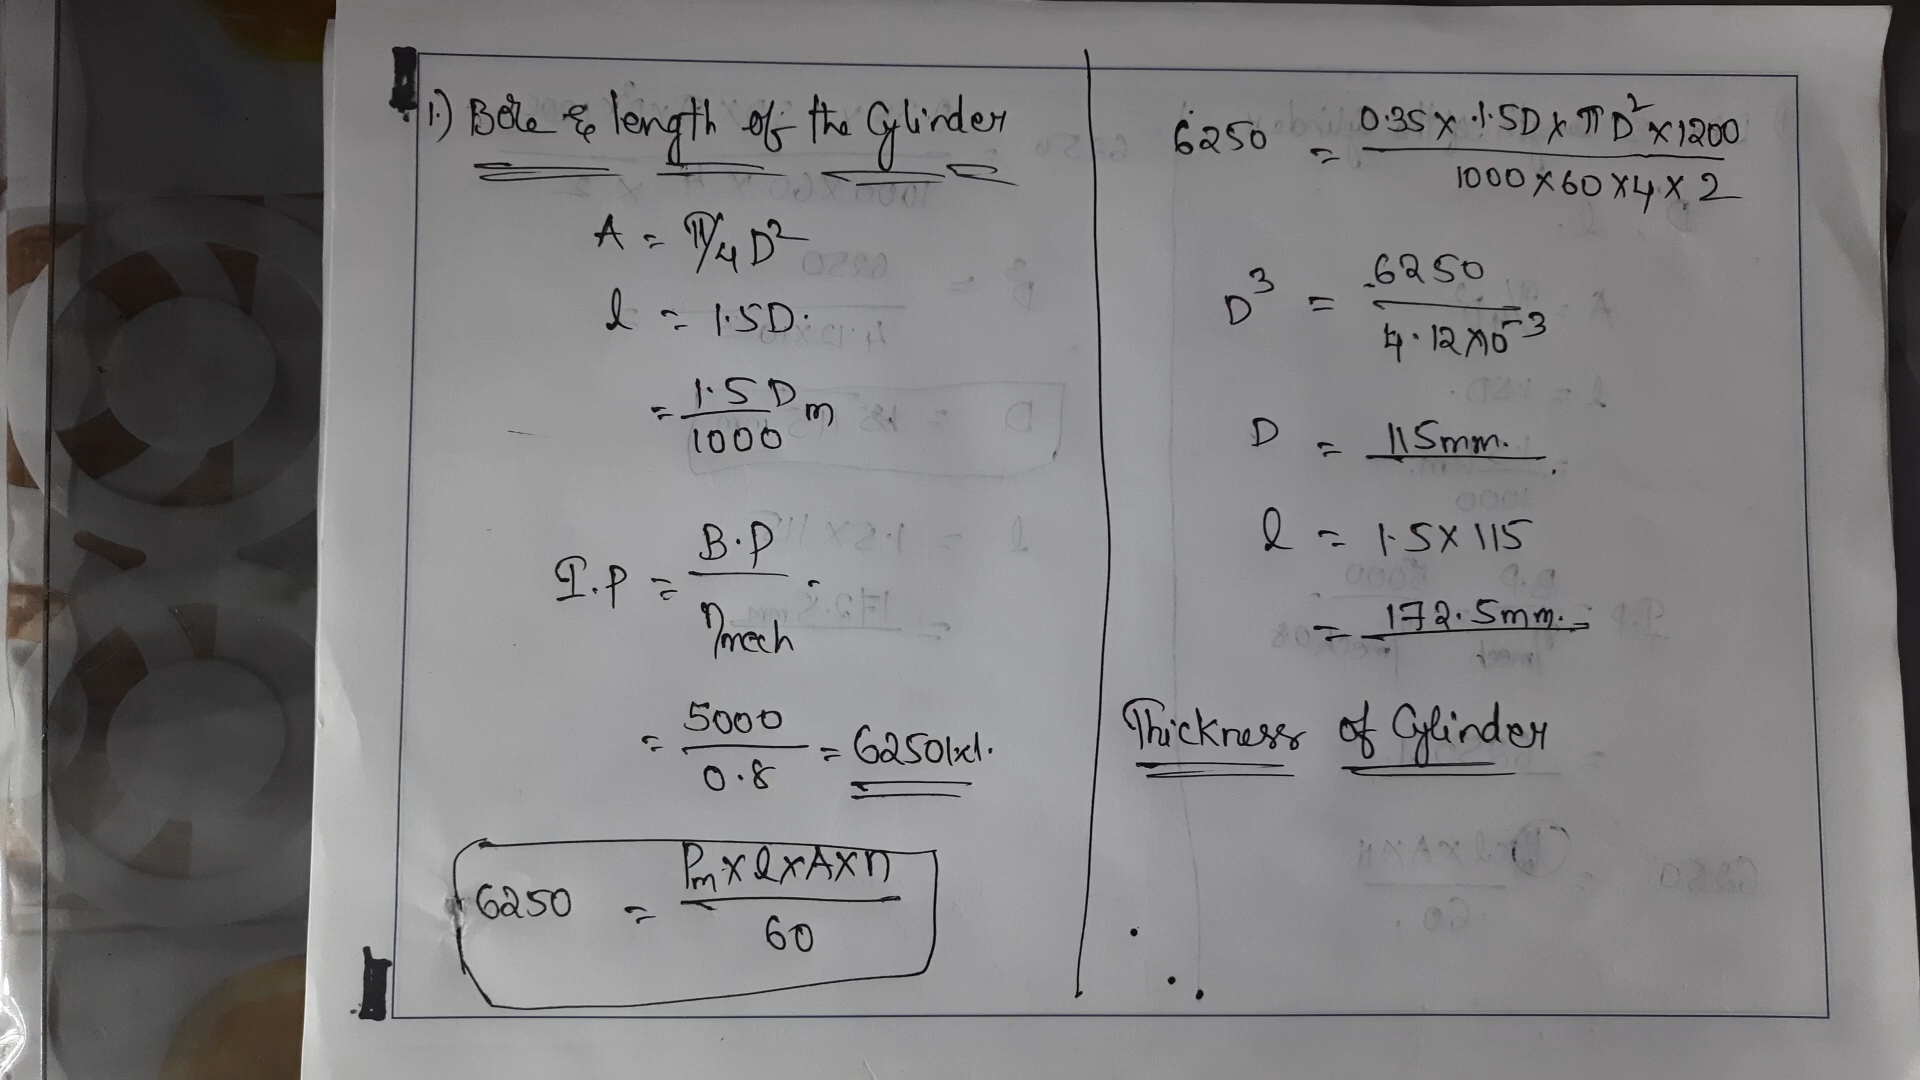 1.) Bore & length of the Cylinder
A = π/4 D²
l = 1.5D.
= 1.5D / 1000 m
I.P = B.P / ηmech
= 5000 / 0.8 = 6250
6250 = Pm x l x A x n / 60
6250 = 0.35 x 1.5D x πD² x 1200 / 1000 x 60 x 4 x 2
D³ = 6250 / 4.12 x 10⁻³
D = 115mm.
l = 1.5 x 115
= 172.5mm.
Thickness of Cylinder